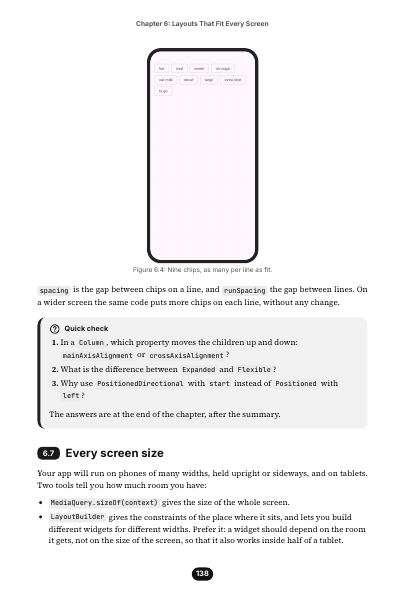 Chapter 6: Layouts That Fit Every Screen
hot
iced
sweet
no sugar
oat milk
decaf
large
extra shot
to go
Figure 6.4: Nine chips, as many per line as fit.
spacing is the gap between chips on a line, and runSpacing the gap between lines. On
a wider screen the same code puts more chips on each line, without any change.
Quick check
1. In a Column, which property moves the children up and down:
mainAxisAlignment or crossAxisAlignment?
2. What is the difference between Expanded and Flexible?
3. Why use PositionedDirectional with start instead of Positioned with
left?
The answers are at the end of the chapter, after the summary.
6.7 Every screen size
Your app will run on phones of many widths, held upright or sideways, and on tablets.
Two tools tell you how much room you have:
• MediaQuery.sizeOf(context) gives the size of the whole screen.
• LayoutBuilder gives the constraints of the place where it sits, and lets you build
different widgets for different widths. Prefer it: a widget should depend on the room
it gets, not on the size of the screen, so that it also works inside half of a tablet.
138